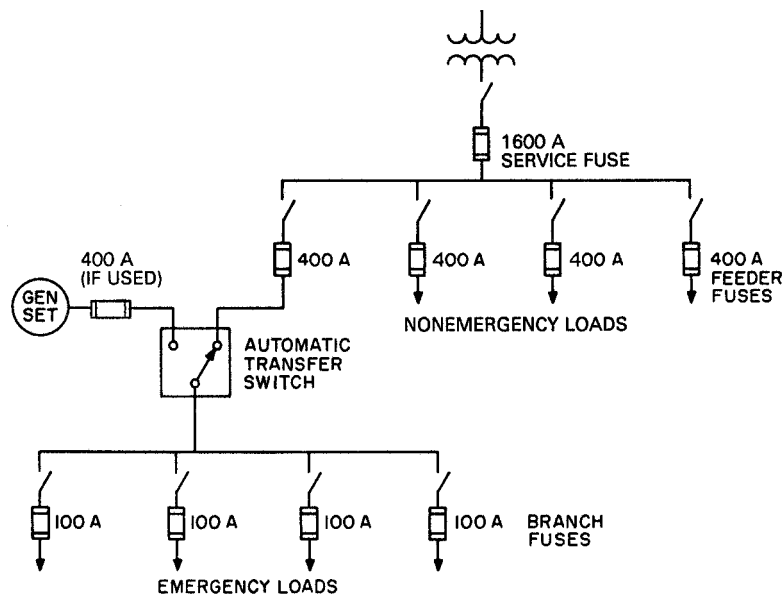 1600 A
SERVICE FUSE
400 A
(IF USED)
400 A
400 A
400 A
400 A
FEEDER
FUSES
GEN
SET
NONEMERGENCY LOADS
AUTOMATIC
TRANSFER
SWITCH
100 A
100 A
100 A
100 A
BRANCH
FUSES
EMERGENCY LOADS